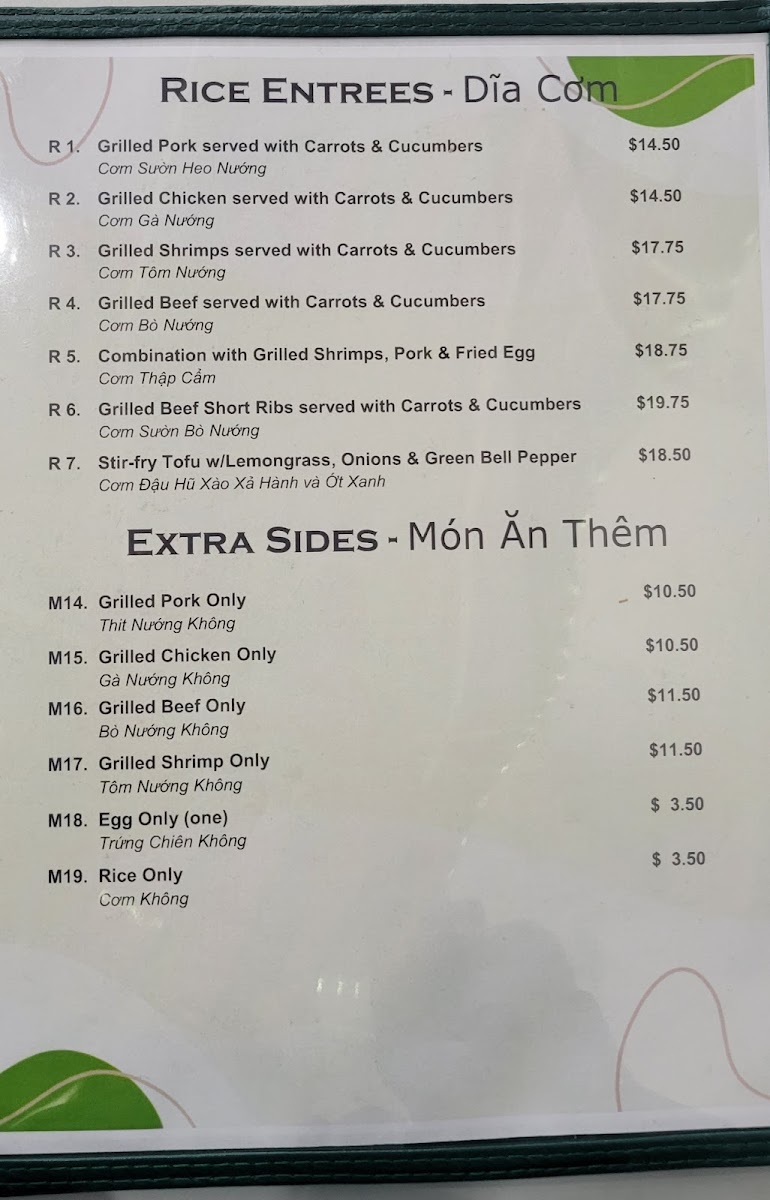 RICE ENTREES - Dĩa Cơm
R 1. Grilled Pork served with Carrots & Cucumbers $14.50
Cơm Sườn Heo Nướng
R 2. Grilled Chicken served with Carrots & Cucumbers $14.50
Cơm Gà Nướng
R 3. Grilled Shrimps served with Carrots & Cucumbers $17.75
Cơm Tôm Nướng
R 4. Grilled Beef served with Carrots & Cucumbers $17.75
Cơm Bò Nướng
R 5. Combination with Grilled Shrimps, Pork & Fried Egg $18.75
Cơm Thập Cẩm
R 6. Grilled Beef Short Ribs served with Carrots & Cucumbers $19.75
Cơm Sườn Bò Nướng
R 7. Stir-fry Tofu w/Lemongrass, Onions & Green Bell Pepper $18.50
Cơm Đậu Hũ Xào Xả Hành và Ớt Xanh
EXTRA SIDES - Món Ăn Thêm
M14. Grilled Pork Only $10.50
Thit Nướng Không
M15. Grilled Chicken Only $10.50
Gà Nướng Không
M16. Grilled Beef Only $11.50
Bò Nướng Không
M17. Grilled Shrimp Only $11.50
Tôm Nướng Không
M18. Egg Only (one) $ 3.50
Trứng Chiên Không
M19. Rice Only $ 3.50
Cơm Không